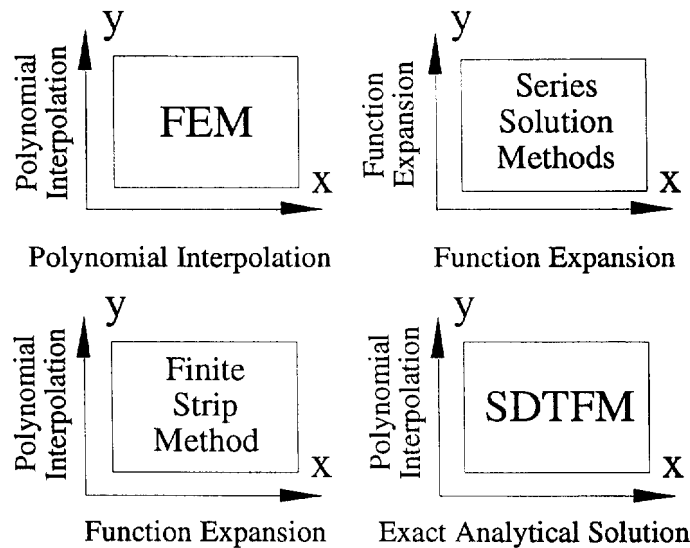 y
Polynomial
Interpolation
FEM
x
Polynomial Interpolation
y
Function
Expansion
Series
Solution
Methods
x
Function Expansion
y
Polynomial
Interpolation
Finite
Strip
Method
x
Function Expansion
y
Polynomial
Interpolation
SDTFM
x
Exact Analytical Solution